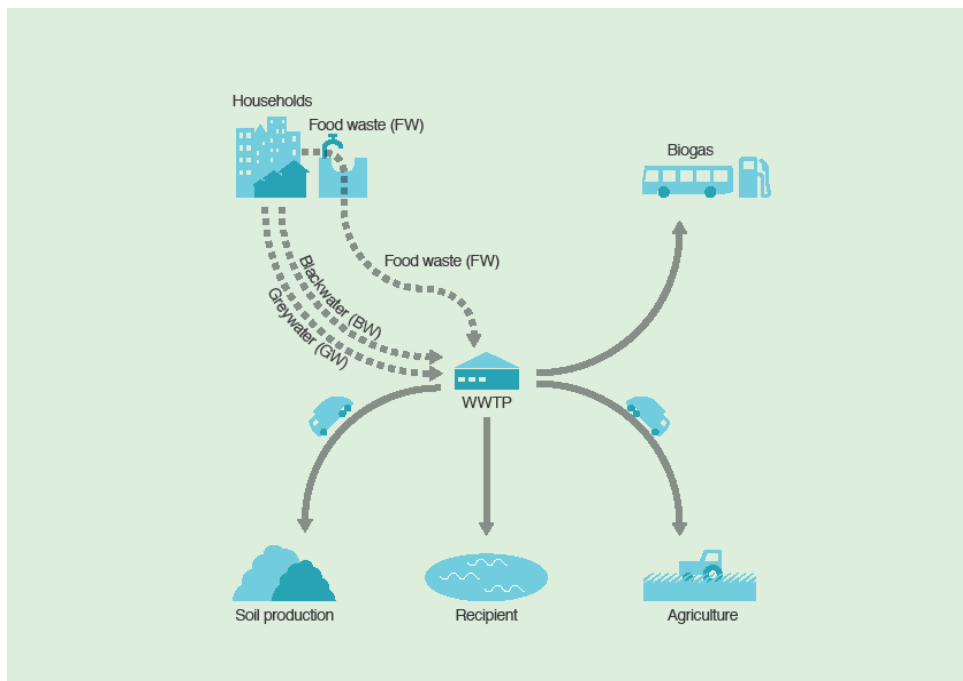 Households
Food waste (FW)
Biogas
Food waste (FW)
Blackwater (BW)
Greywater (GW)
WWTP
Soil production
Recipient
Agriculture